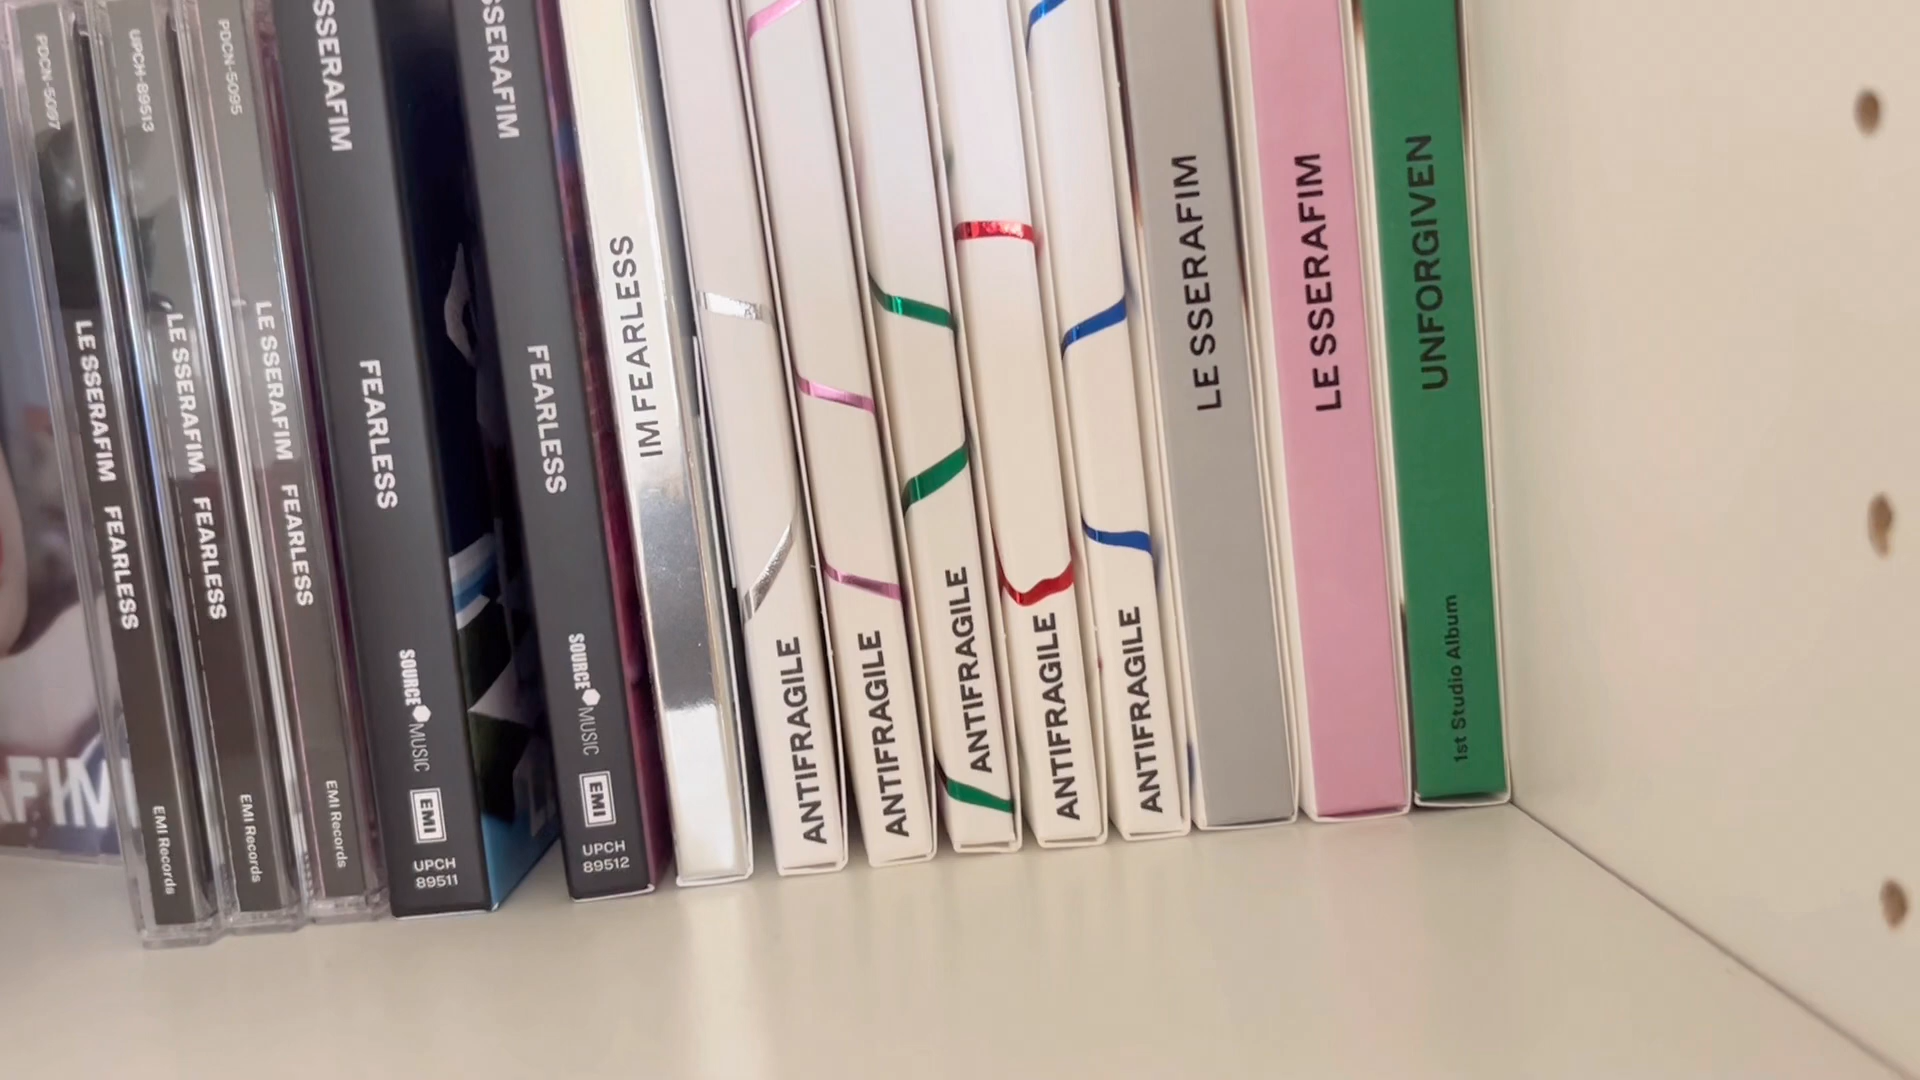 PDCN-5097
LE SSERAFIM FEARLESS
EMI Records
UPCH-89513
LE SSERAFIM FEARLESS
EMI Records
PDCN-5095
LE SSERAFIM FEARLESS
EMI Records
SSERAFIM FEARLESS
SOURCE MUSIC
EMI
UPCH
89511
SSERAFIM FEARLESS
SOURCE MUSIC
EMI
UPCH
89512
IM FEARLESS
ANTIFRAGILE
ANTIFRAGILE
ANTIFRAGILE
ANTIFRAGILE
ANTIFRAGILE
LE SSERAFIM
LE SSERAFIM
UNFORGIVEN
1st Studio Album